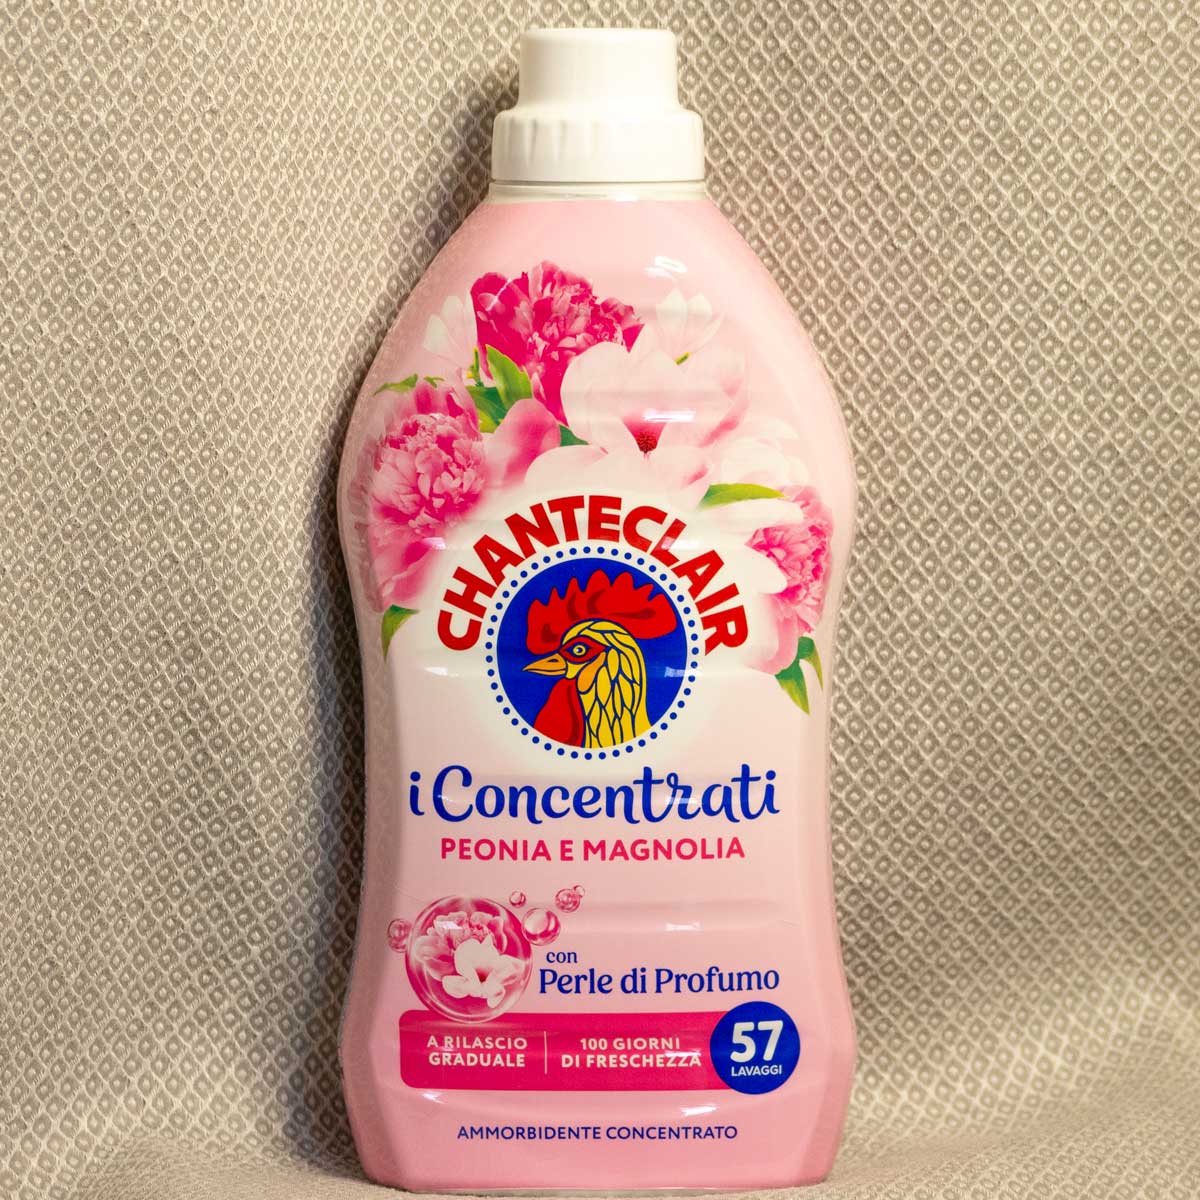 CHANTECLAIR
i Concentrati
PEONIA E MAGNOLIA
con
Perle di Profumo
A RILASCIO
GRADUALE
100 GIORNI
DI FRESCHEZZA
57
LAVAGGI
AMMORBIDENTE CONCENTRATO